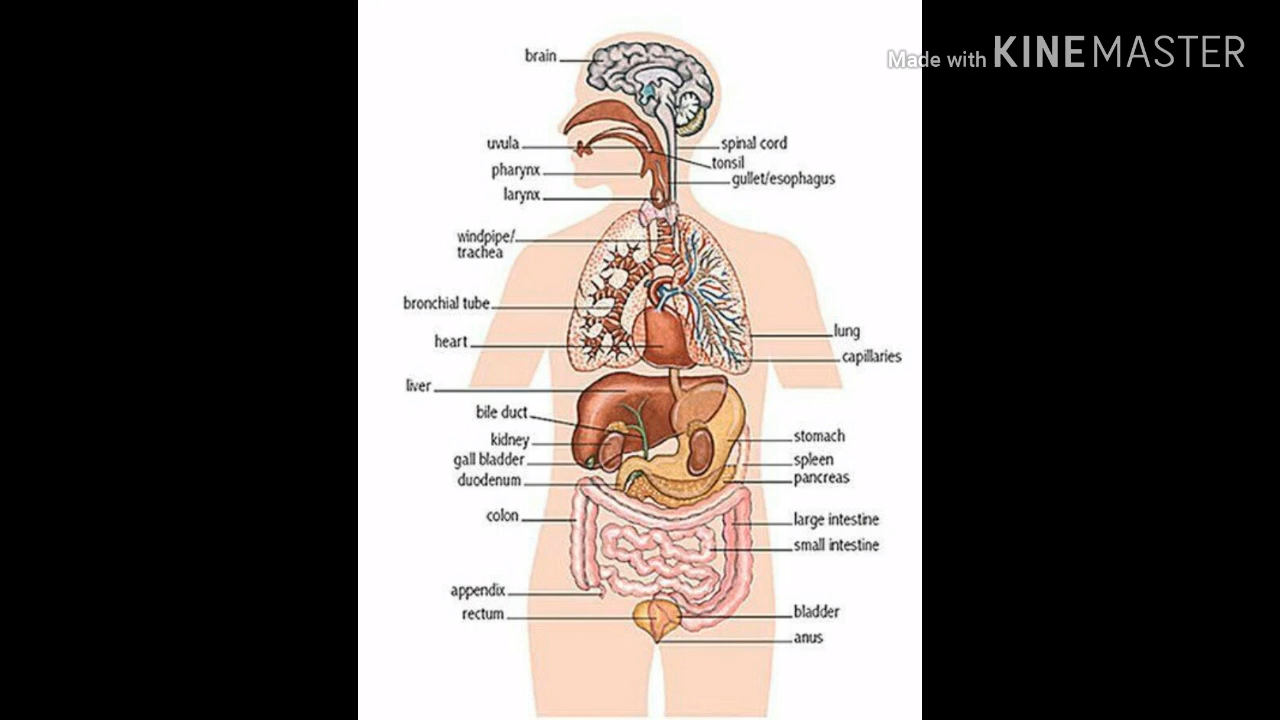 Made with KINEMASTER
brain
uvula
spinal cord
tonsil
pharynx
gullet/esophagus
larynx
windpipe/
trachea
bronchial tube
lung
heart
capillaries
liver
bile duct
stomach
kidney
gall bladder
spleen
duodenum
pancreas
colon
large intestine
small intestine
appendix
rectum
bladder
anus